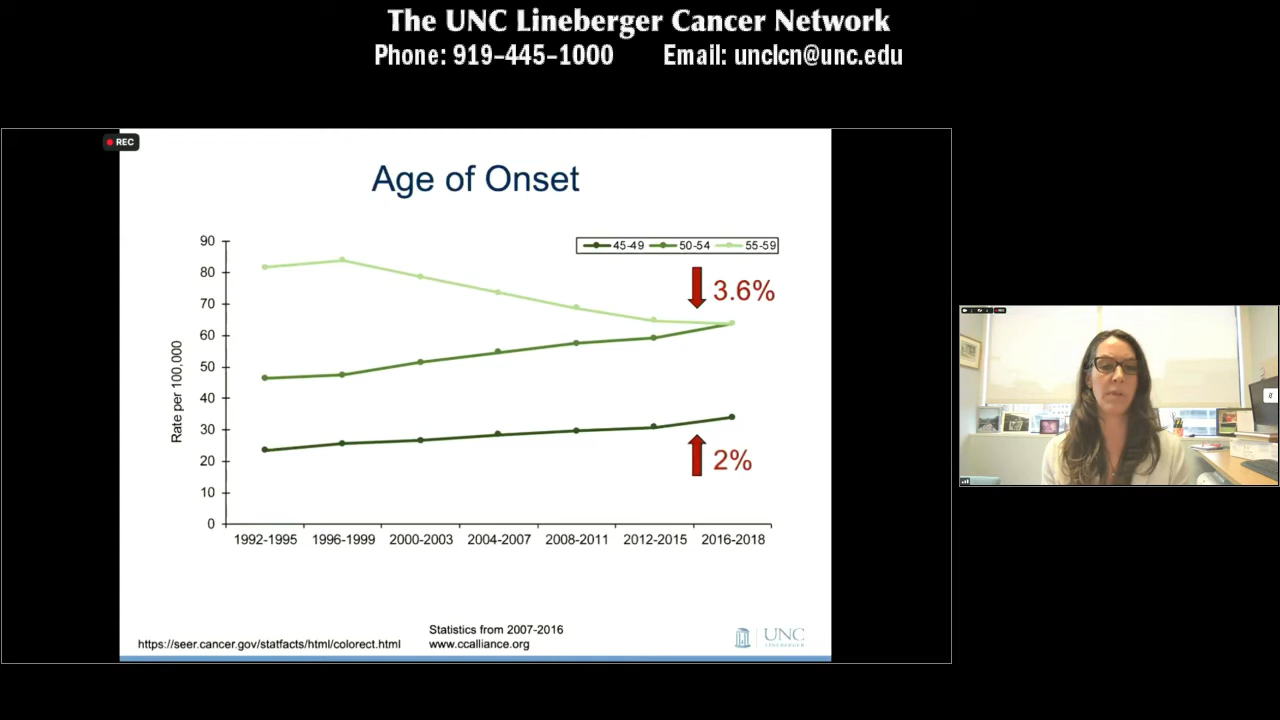 The UNC Lineberger Cancer Network
Phone: 919-445-1000 Email: unclcn@unc.edu
REC
Age of Onset
90
80
70
60
50
40
30
20
10
0
Rate per 100,000
45-49 50-54 55-59
3.6%
2%
1992-1995 1996-1999 2000-2003 2004-2007 2008-2011 2012-2015 2016-2018
https://seer.cancer.gov/statfacts/html/colorect.html
Statistics from 2007-2016
www.ccalliance.org
UNC
LINEBERGER